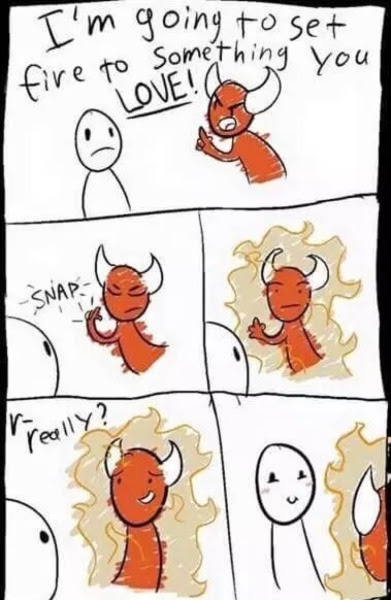 I'm going to set
fire to something you
LOVE!
SNAP
r-
really?